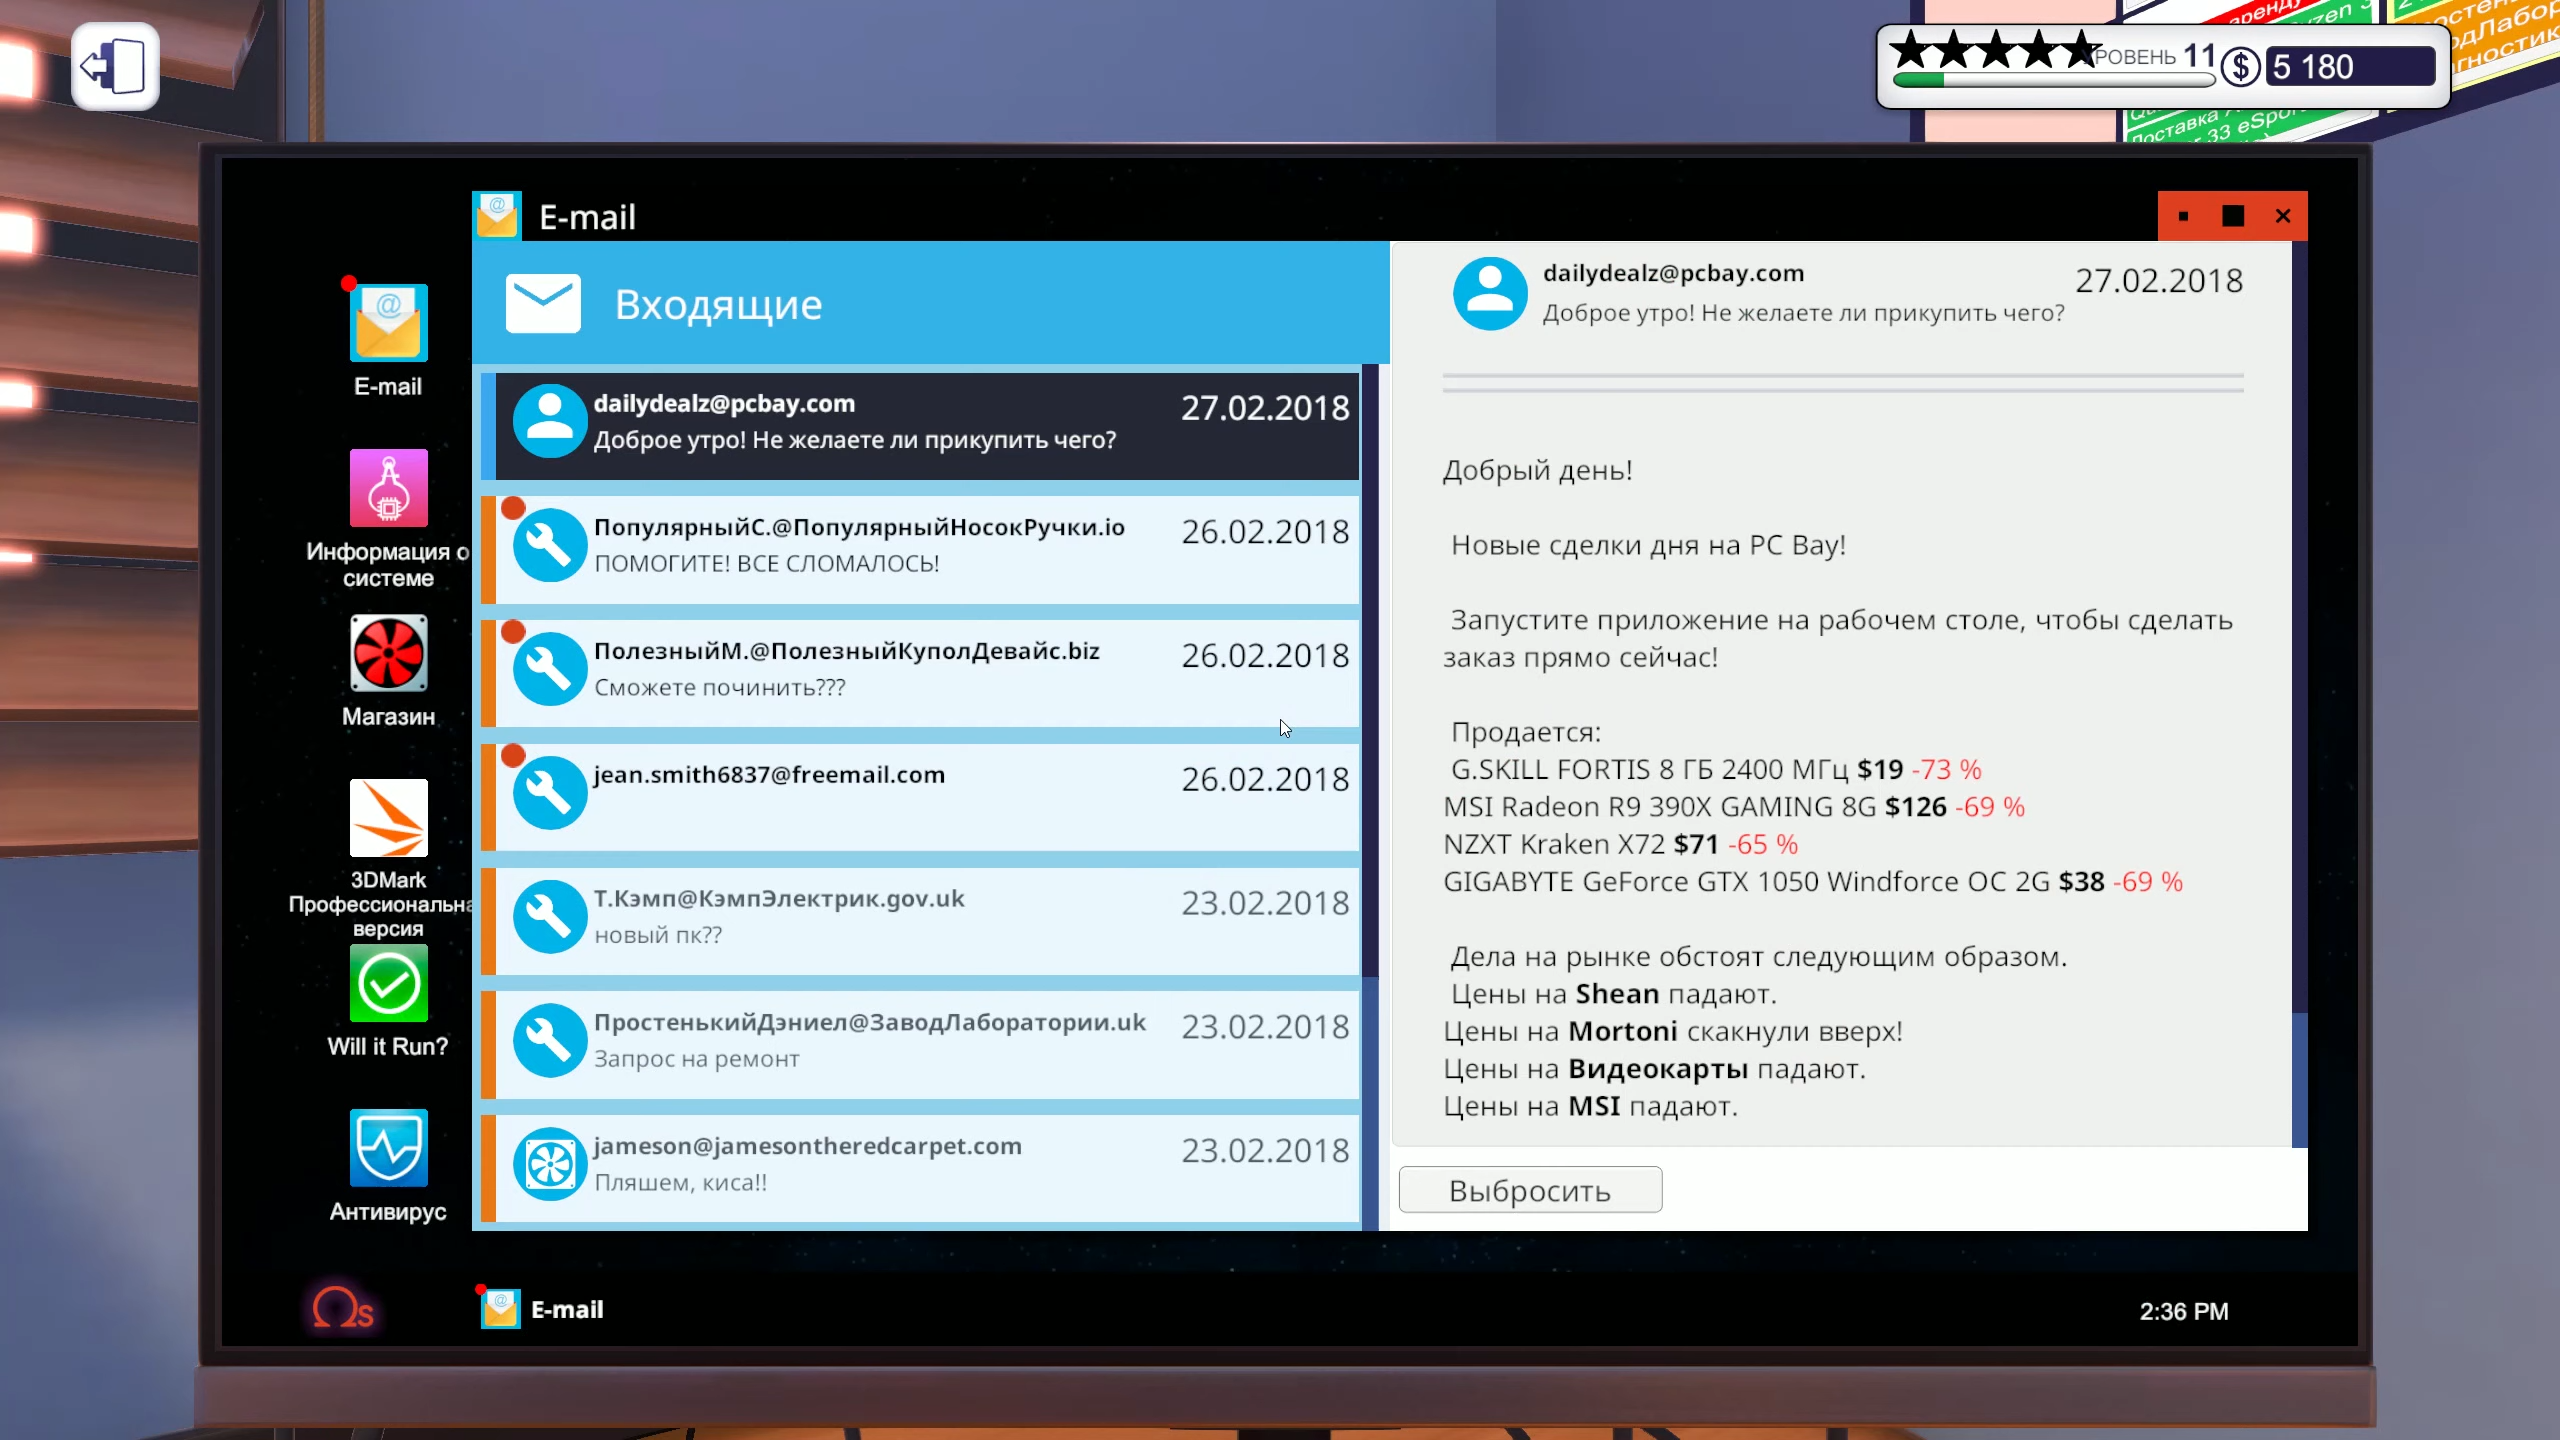 УРОВЕНЬ 11
$ 5 180
E-mail
E-mail
Информация о
системе
Магазин
3DMark
Профессиональна
версия
Will it Run?
Антивирус
Входящие
dailydealz@pcbay.com
27.02.2018
Доброе утро! Не желаете ли прикупить чего?
ПопулярныйС.@ПопулярныйНосокРучки.io
26.02.2018
ПОМОГИТЕ! ВСЕ СЛОМАЛОСЬ!
ПолезныйМ.@ПолезныйКуполДевайс.biz
26.02.2018
Сможете починить???
jean.smith6837@freemail.com
26.02.2018
Т.Кэмп@КэмпЭлектрик.gov.uk
23.02.2018
новый пк??
ПростенькийДэниел@ЗаводЛаборатории.uk
23.02.2018
Запрос на ремонт
jameson@jamesontheredcarpet.com
23.02.2018
Пляшем, киса!!
dailydealz@pcbay.com
27.02.2018
Доброе утро! Не желаете ли прикупить чего?
Добрый день!
Новые сделки дня на PC Bay!
Запустите приложение на рабочем столе, чтобы сделать
заказ прямо сейчас!
Продается:
G.SKILL FORTIS 8 ГБ 2400 МГц $19 -73 %
MSI Radeon R9 390X GAMING 8G $126 -69 %
NZXT Kraken X72 $71 -65 %
GIGABYTE GeForce GTX 1050 Windforce OC 2G $38 -69 %
Дела на рынке обстоят следующим образом.
Цены на Shean падают.
Цены на Mortoni скакнули вверх!
Цены на Видеокарты падают.
Цены на MSI падают.
Выбросить
Ωs
E-mail
2:36 PM